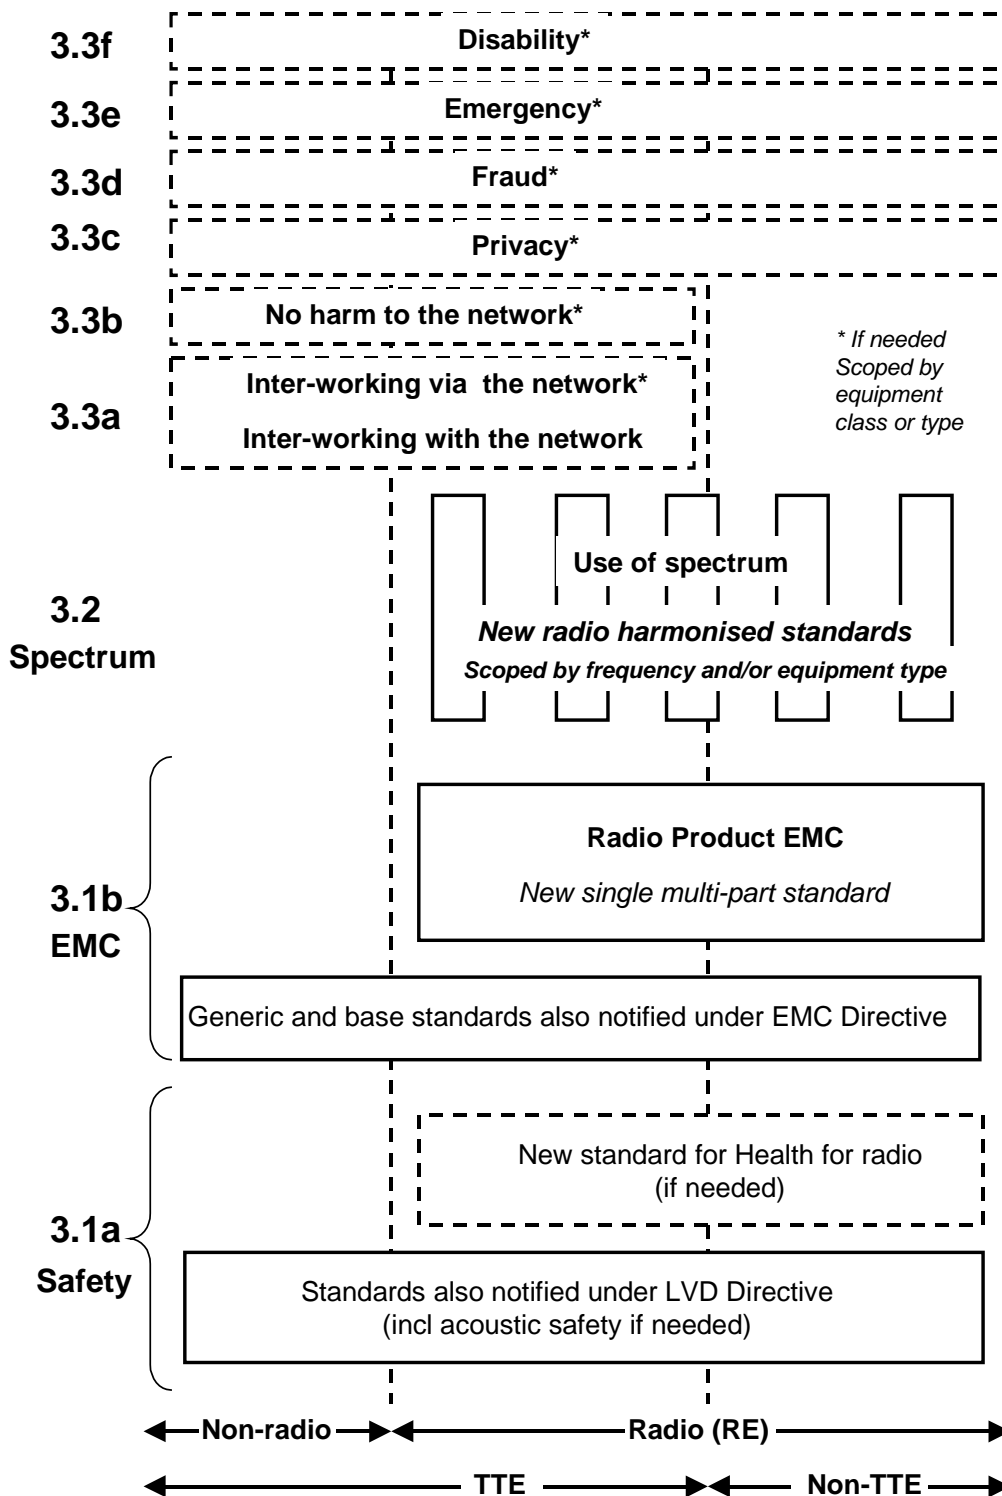 3.3f
Disability*
3.3e
Emergency*
3.3d
Fraud*
3.3c
Privacy*
3.3b
No harm to the network*
3.3a
Inter-working via the network*
Inter-working with the network
* If needed
Scoped by
equipment
class or type
3.2
Spectrum
Use of spectrum
New radio harmonised standards
Scoped by frequency and/or equipment type
3.1b
EMC
Radio Product EMC
New single multi-part standard
Generic and base standards also notified under EMC Directive
3.1a
Safety
New standard for Health for radio
(if needed)
Standards also notified under LVD Directive
(incl acoustic safety if needed)
Non-radio
Radio (RE)
TTE
Non-TTE